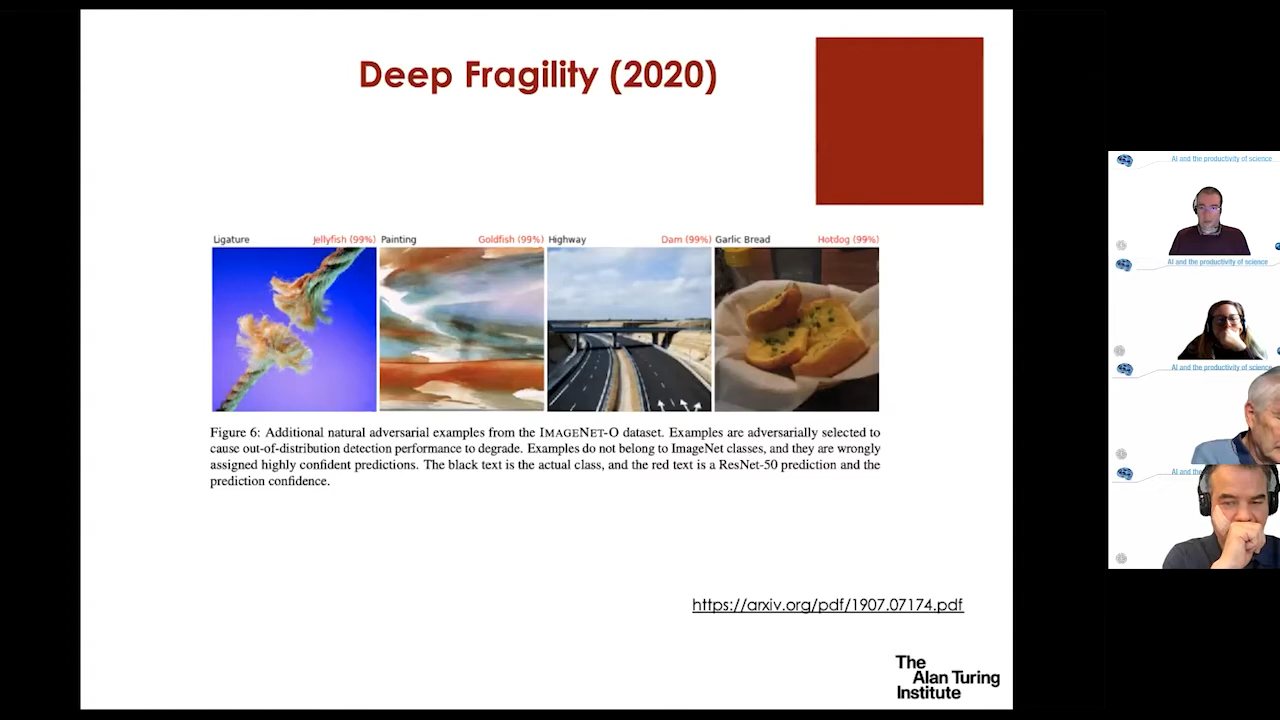 Deep Fragility (2020)
Ligature Jellyfish (99%) Painting Goldfish (99%) Highway Dam (99%) Garlic Bread Hotdog (99%)
Figure 6: Additional natural adversarial examples from the IMAGENET-O dataset. Examples are adversarially selected to
cause out-of-distribution detection performance to degrade. Examples do not belong to ImageNet classes, and they are wrongly
assigned highly confident predictions. The black text is the actual class, and the red text is a ResNet-50 prediction and the
prediction confidence.
https://arxiv.org/pdf/1907.07174.pdf
The
Alan Turing
Institute
AI and the productivity of science
AI and the productivity of science
AI and the productivity of science
AI and the